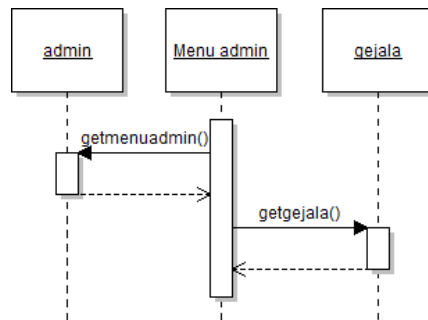 admin
Menu admin
gejala
getmenuadmin()
getgejala()